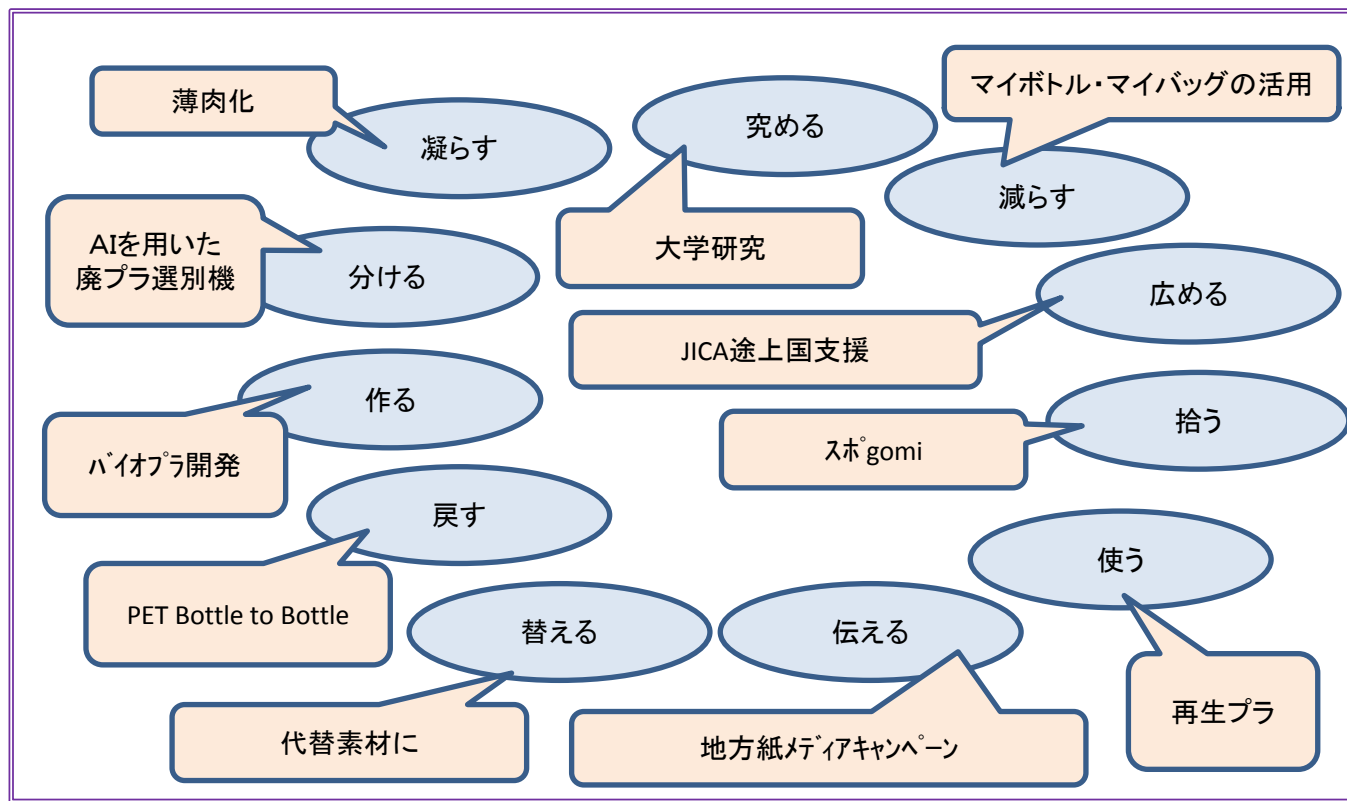 薄肉化
凝らす
究める
マイボトル・マイバッグの活用
減らす
AIを用いた
廃プラ選別機
分ける
大学研究
広める
JICA途上国支援
作る
バイオプラ開発
拾う
スポgomi
戻す
PET Bottle to Bottle
使う
再生プラ
替える
代替素材に
伝える
地方紙メディアキャンペーン